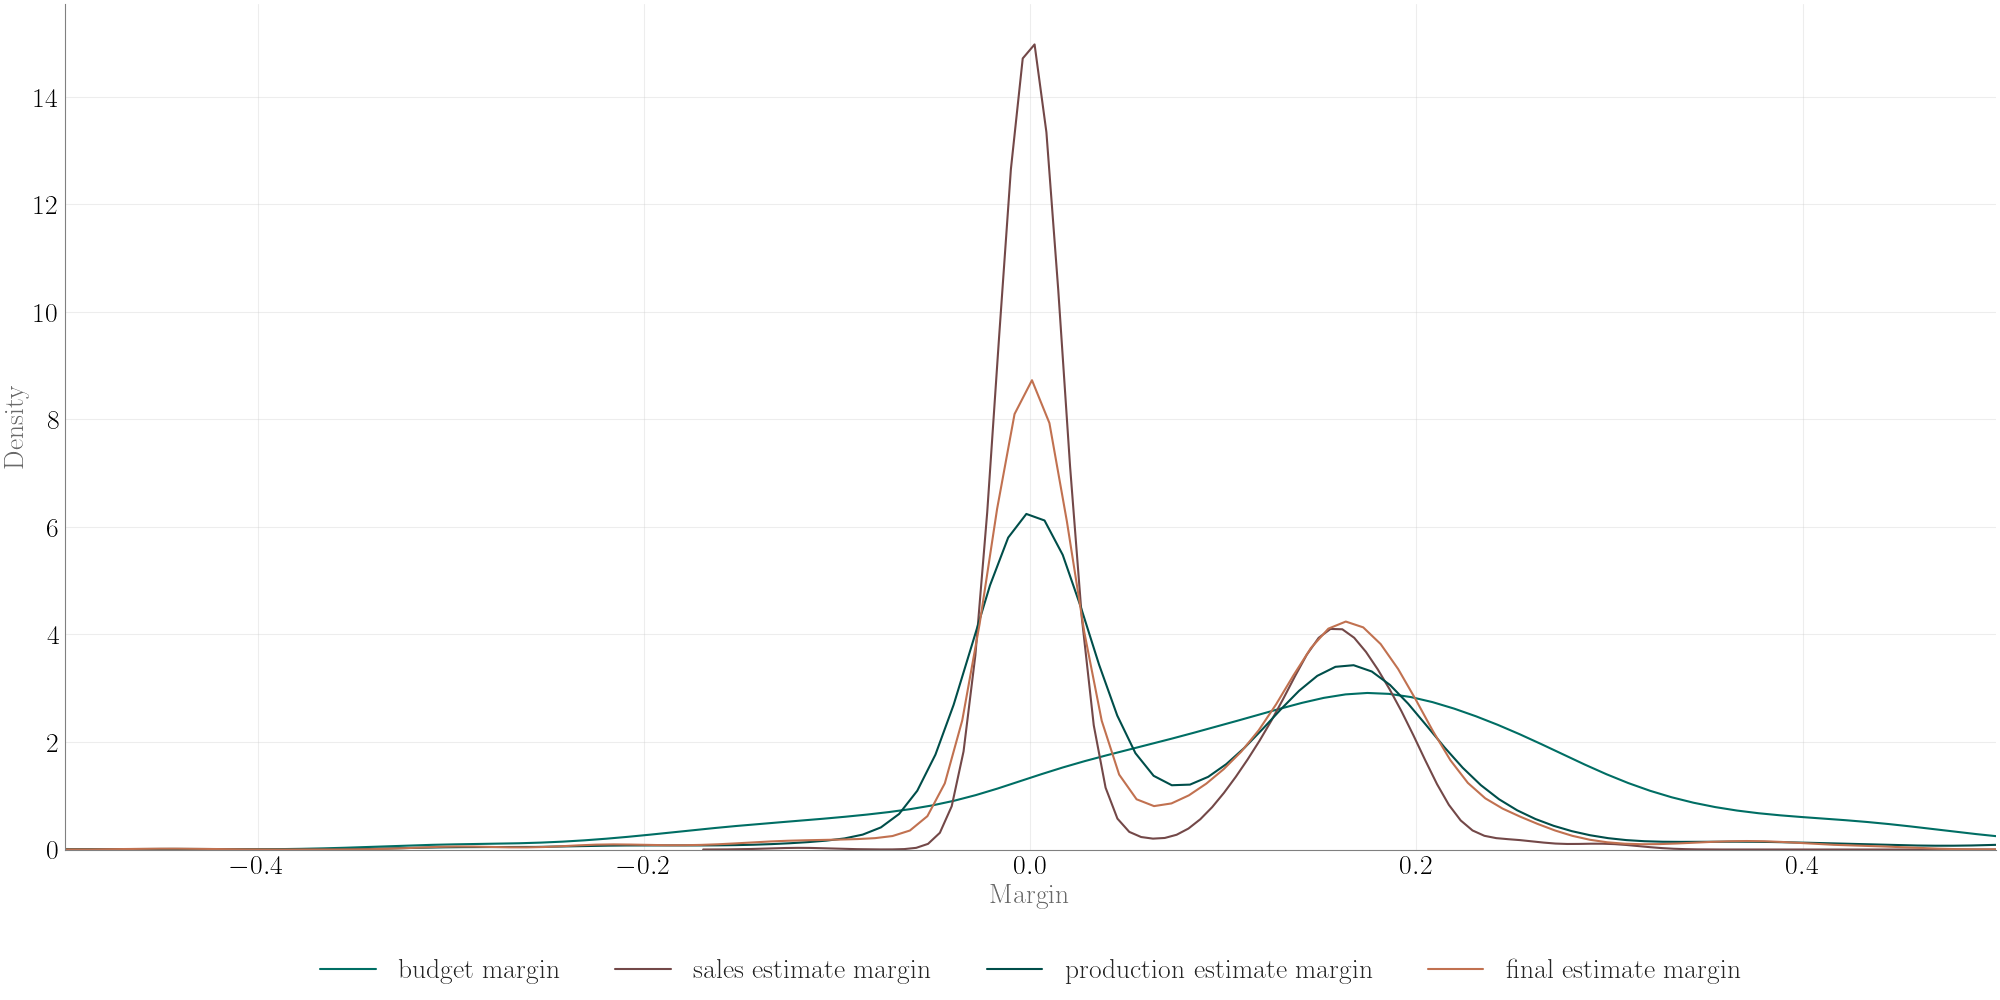 14
12
10
8
6
4
2
0
Density
−0.4 −0.2 0.0 0.2 0.4
Margin
budget margin sales estimate margin production estimate margin final estimate margin